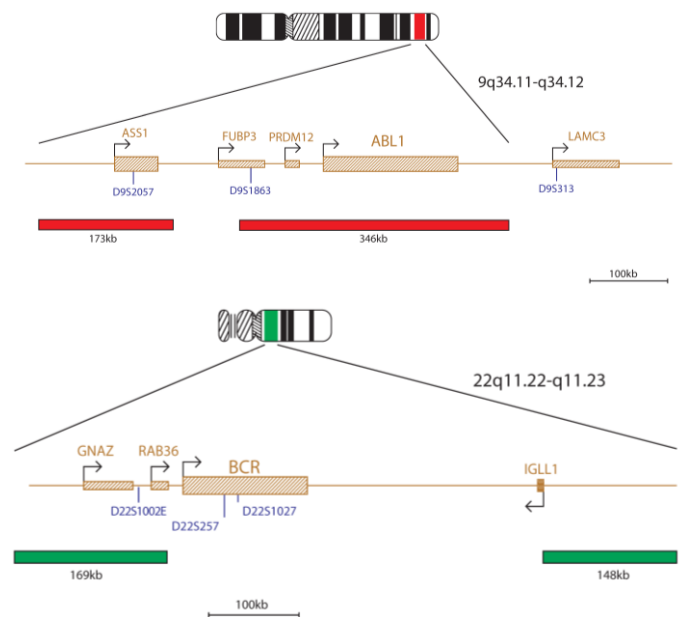 9q34.11-q34.12
ASS1
FUBP3
PRDM12
ABL1
LAMC3
D9S2057
D9S1863
D9S313
173kb
346kb
100kb
22q11.22-q11.23
GNAZ
RAB36
BCR
IGLL1
D22S1002E
D22S257
D22S1027
169kb
148kb
100kb